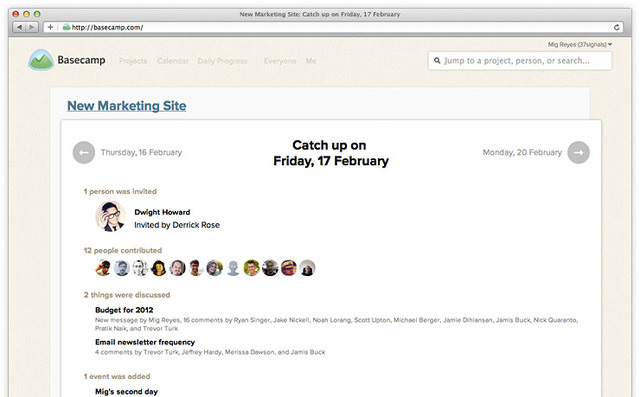 New Marketing Site: Catch up on Friday, 17 February
http://basecamp.com/
Mig Reyes (37signals)
Basecamp Projects Calendar Daily Progress Everyone Me
Jump to a project, person, or search...
New Marketing Site
Thursday, 16 February
Catch up on
Friday, 17 February
Monday, 20 February
1 person was invited
Dwight Howard
Invited by Derrick Rose
12 people contributed
2 things were discussed
Budget for 2012
New message by Mig Reyes, 16 comments by Ryan Singer, Jake Nickell, Noah Lorang, Scott Upton, Michael Berger, Jamie Dihiansan, Jamis Buck, Nick Quaranto,
Pratik Naik, and Trevor Turk
Email newsletter frequency
4 comments by Trevor Turk, Jeffrey Hardy, Merissa Dawson, and Jamis Buck
1 event was added
Mig's second day